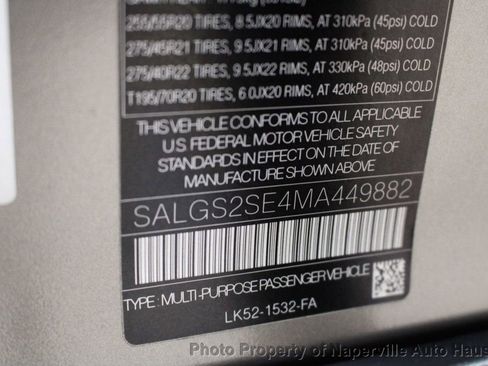 255/55R20 TIRES, 8.5JX20 RIMS, AT 310kPa (45psi) COLD
275/45R21 TIRES, 9.5JX21 RIMS, AT 310kPa (45psi) COLD
275/40R22 TIRES, 9.5JX22 RIMS, AT 330kPa (48psi) COLD
T195/70R20 TIRES, 6.0JX20 RIMS, AT 420kPa (60psi) COLD
THIS VEHICLE CONFORMS TO ALL APPLICABLE
U.S FEDERAL MOTOR VEHICLE SAFETY
STANDARDS IN EFFECT ON THE DATE OF
MANUFACTURE SHOWN ABOVE
SALGS2SE4MA449882
TYPE : MULTI-PURPOSE PASSENGER VEHICLE
LK52-1532-FA
Photo Property of Naperville Auto Haus